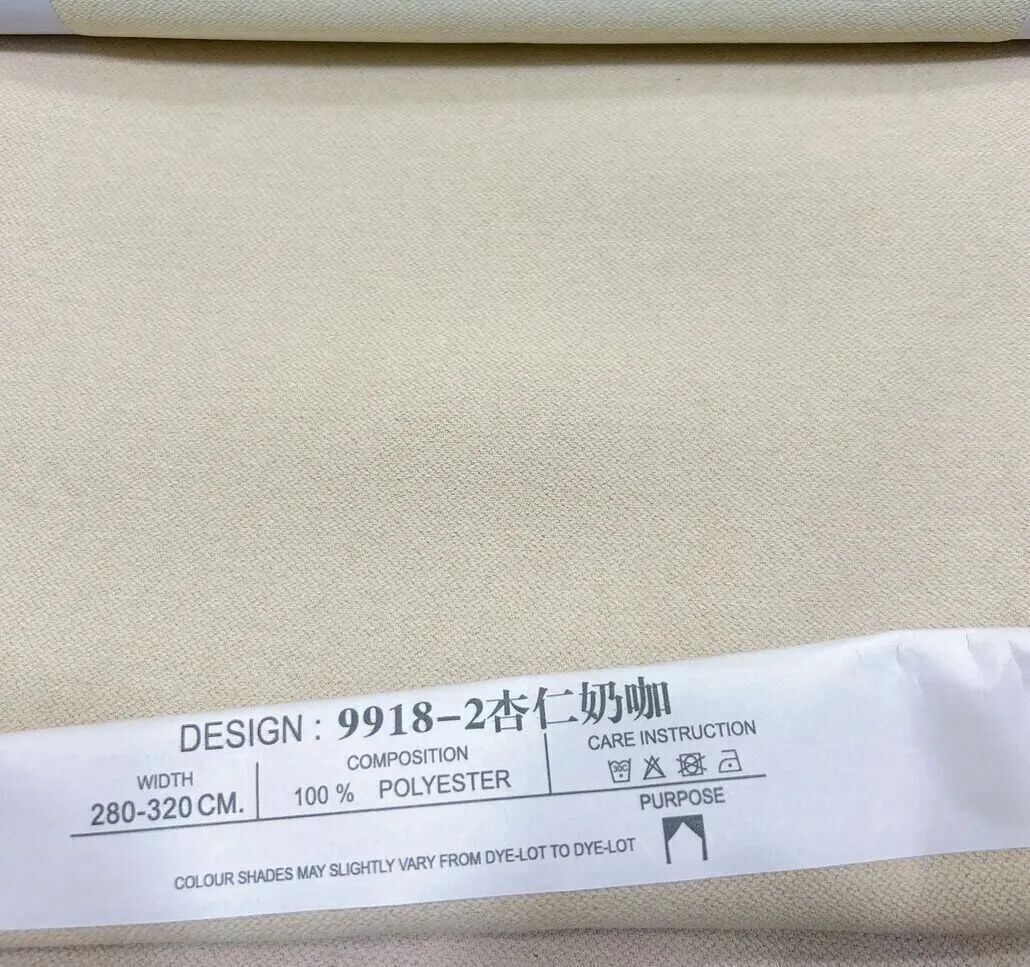 DESIGN : 9918-2杏仁奶咖
WIDTH
280-320 CM.
COMPOSITION
100 % POLYESTER
CARE INSTRUCTION
30C
PURPOSE
COLOUR SHADES MAY SLIGHTLY VARY FROM DYE-LOT TO DYE-LOT